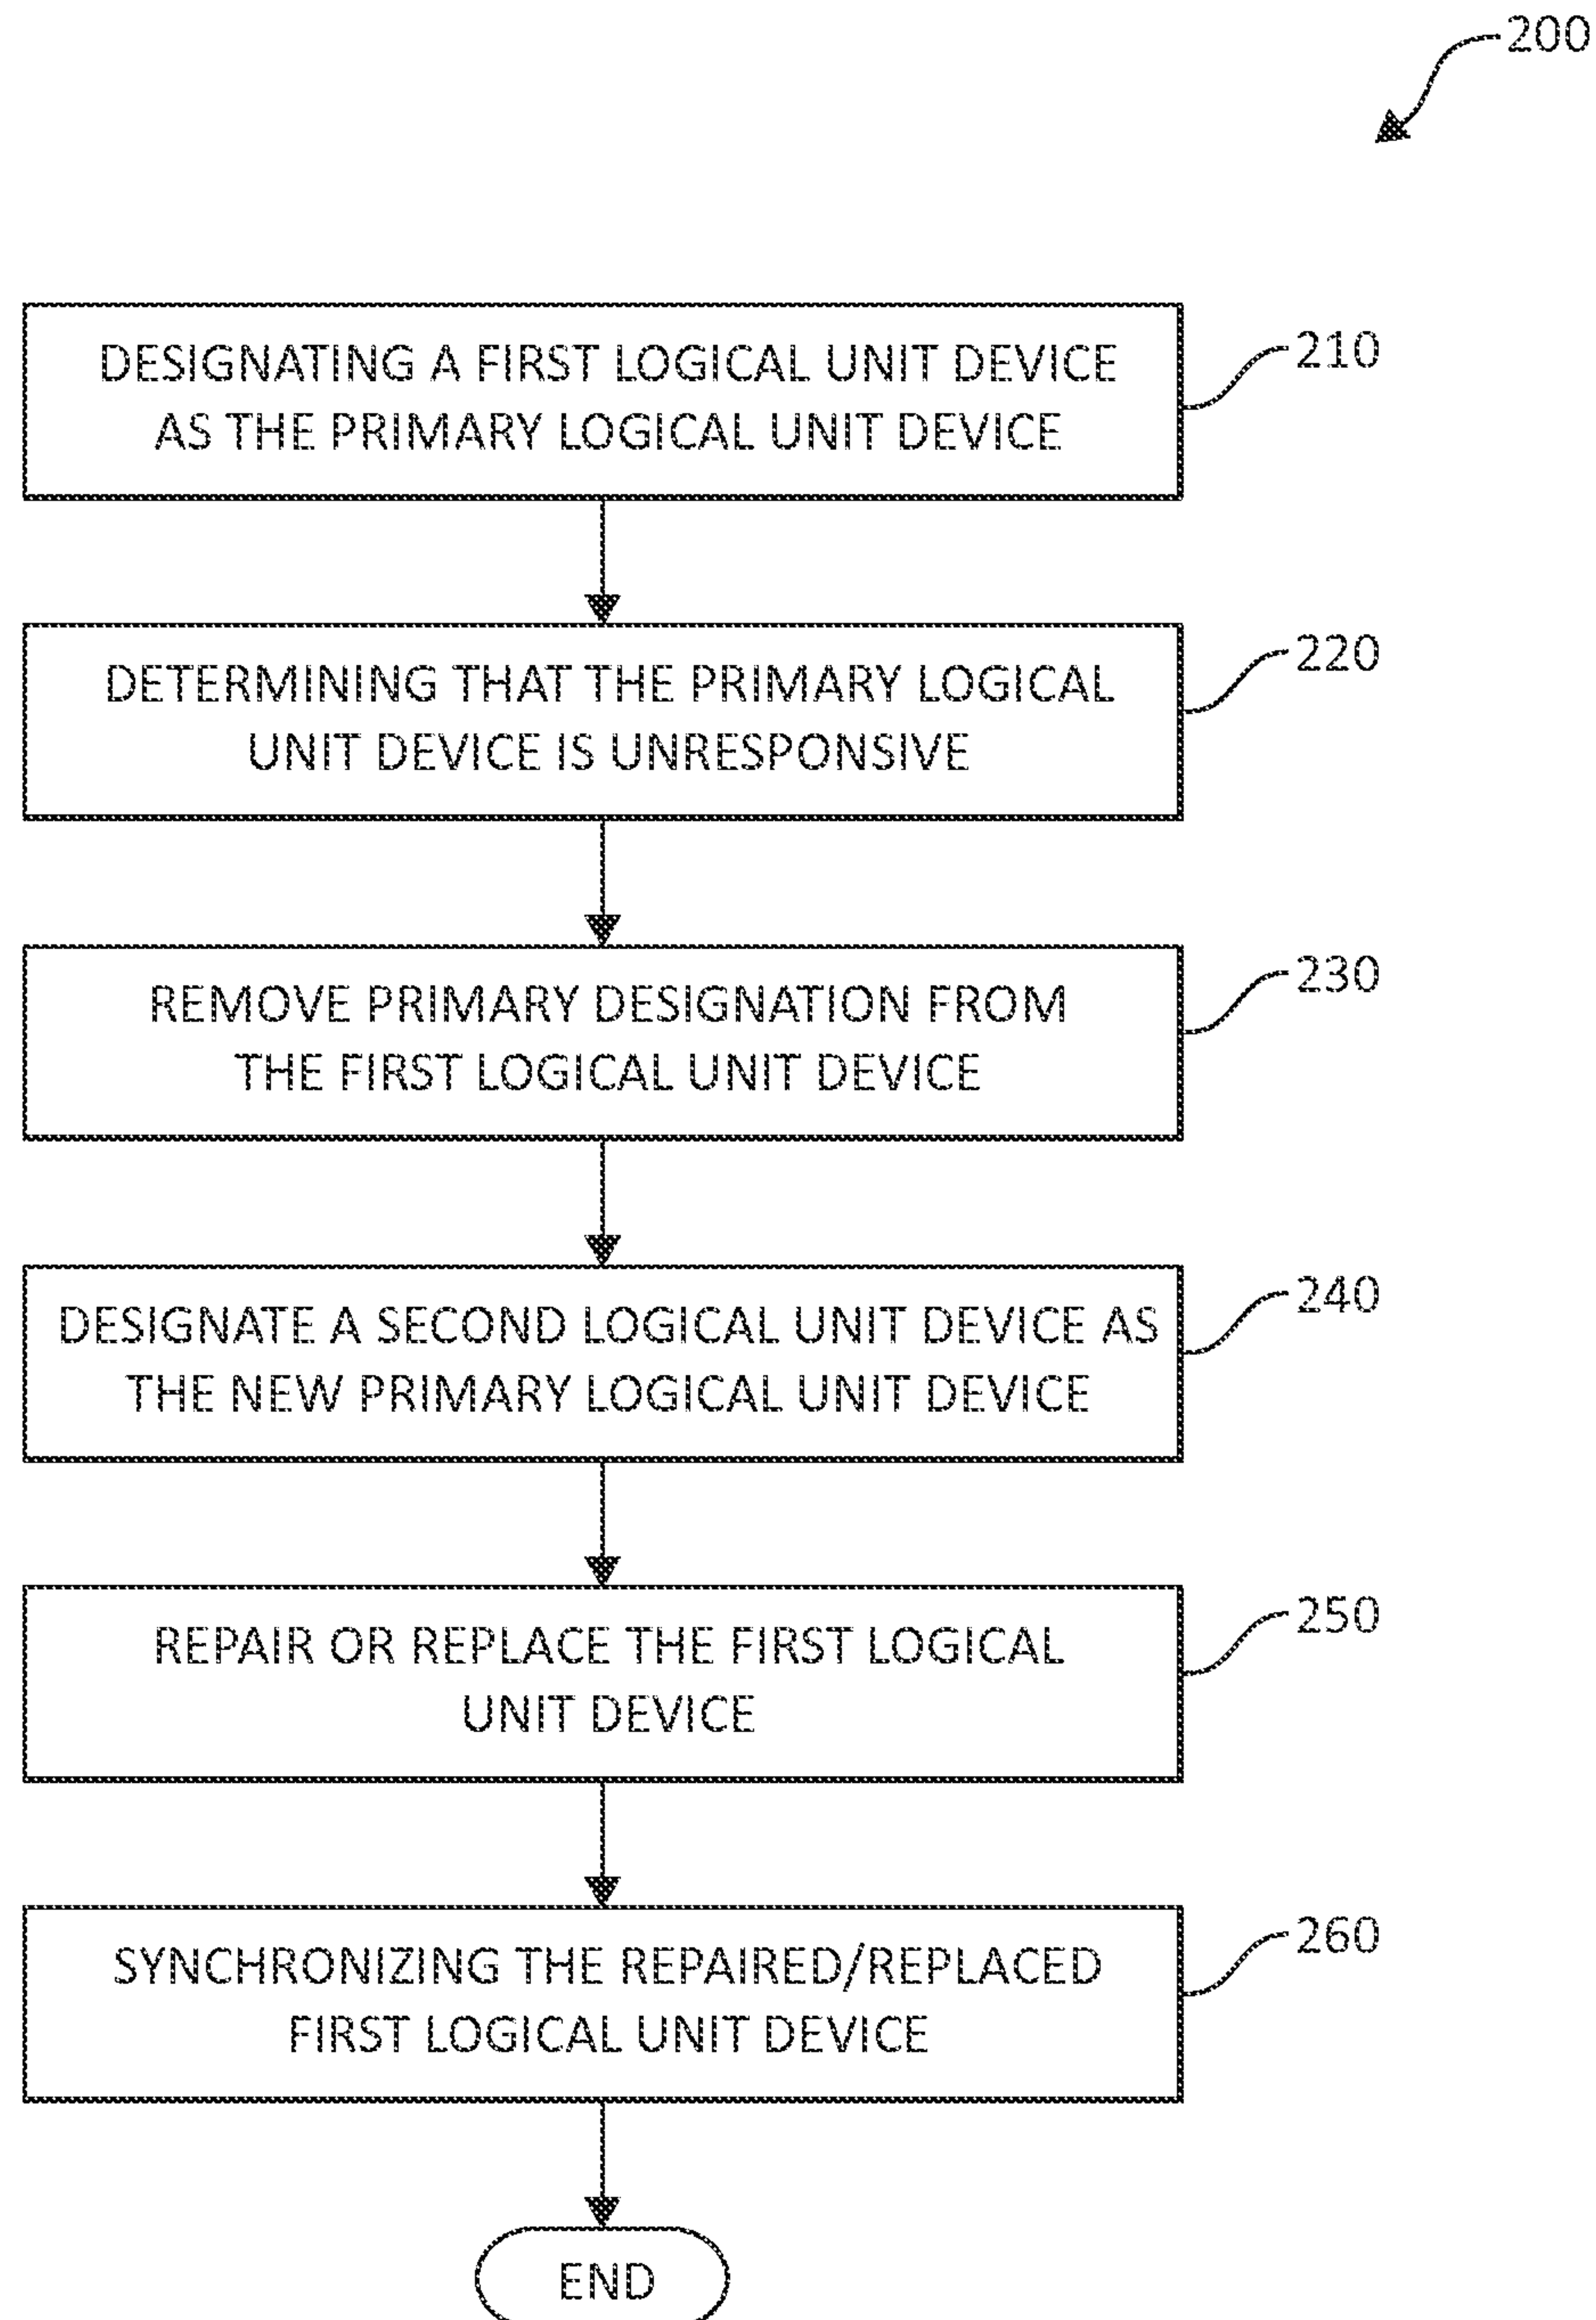 200
DESIGNATING A FIRST LOGICAL UNIT DEVICE
AS THE PRIMARY LOGICAL UNIT DEVICE
210
DETERMINING THAT THE PRIMARY LOGICAL
UNIT DEVICE IS UNRESPONSIVE
220
REMOVE PRIMARY DESIGNATION FROM
THE FIRST LOGICAL UNIT DEVICE
230
DESIGNATE A SECOND LOGICAL UNIT DEVICE AS
THE NEW PRIMARY LOGICAL UNIT DEVICE
240
REPAIR OR REPLACE THE FIRST LOGICAL
UNIT DEVICE
250
SYNCHRONIZING THE REPAIRED/REPLACED
FIRST LOGICAL UNIT DEVICE
260
END